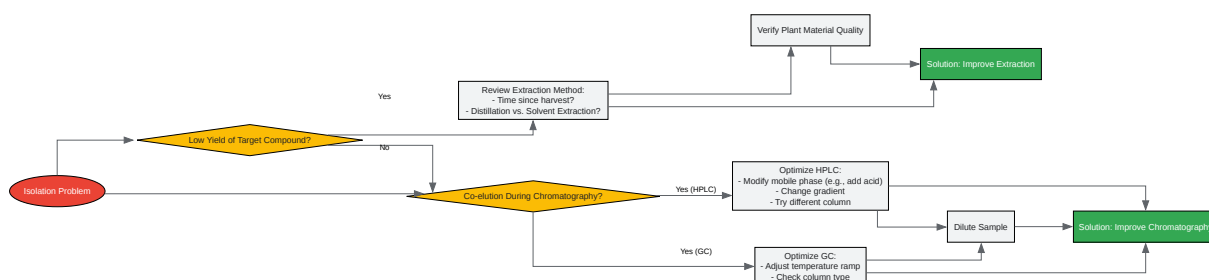 Verify Plant Material Quality
Solution: Improve Extraction
Review Extraction Method:
- Time since harvest?
- Distillation vs. Solvent Extraction?
Yes
Low Yield of Target Compound?
No
Isolation Problem
Co-elution During Chromatography?
Yes (HPLC)
Optimize HPLC:
- Modify mobile phase (e.g., add acid)
- Change gradient
- Try different column
Dilute Sample
Solution: Improve Chromatography
Yes (GC)
Optimize GC:
- Adjust temperature ramp
- Check column type